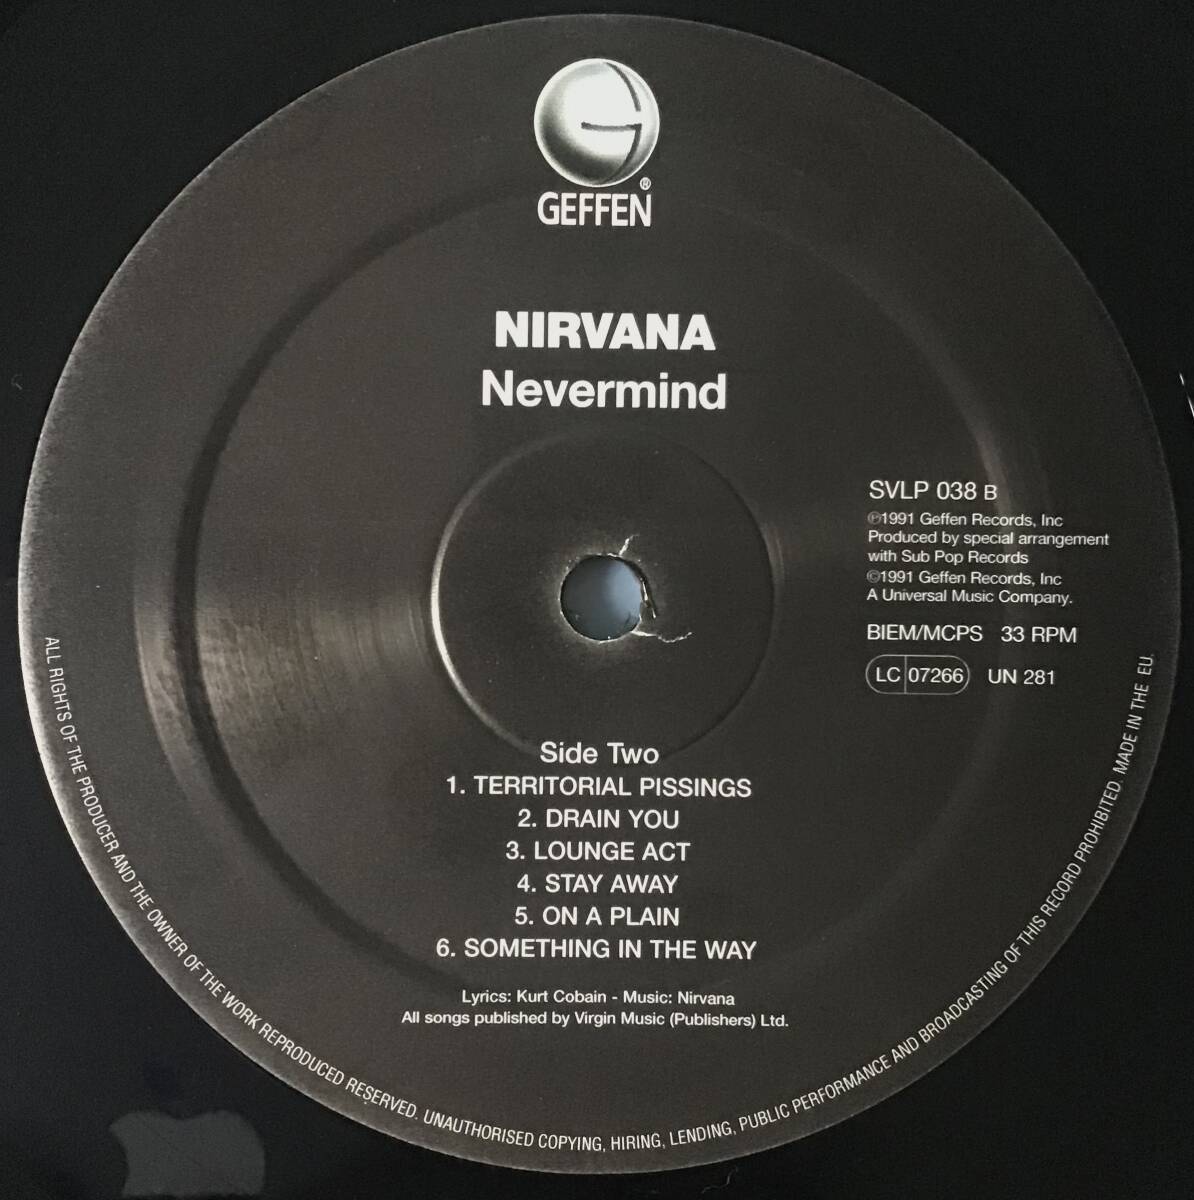 GEFFEN®
NIRVANA
Nevermind
SVLP 038 B
℗1991 Geffen Records, Inc
Produced by special arrangement
with Sub Pop Records
©1991 Geffen Records, Inc
A Universal Music Company.
BIEM/MCPS 33 RPM
LC 07266 UN 281
Side Two
1. TERRITORIAL PISSINGS
2. DRAIN YOU
3. LOUNGE ACT
4. STAY AWAY
5. ON A PLAIN
6. SOMETHING IN THE WAY
Lyrics: Kurt Cobain - Music: Nirvana
All songs published by Virgin Music (Publishers) Ltd.
ALL RIGHTS OF THE PRODUCER AND THE OWNER OF THE WORK REPRODUCED RESERVED. UNAUTHORISED COPYING, HIRING, LENDING, PUBLIC PERFORMANCE AND BROADCASTING OF THIS RECORD PROHIBITED. MADE IN THE EU.